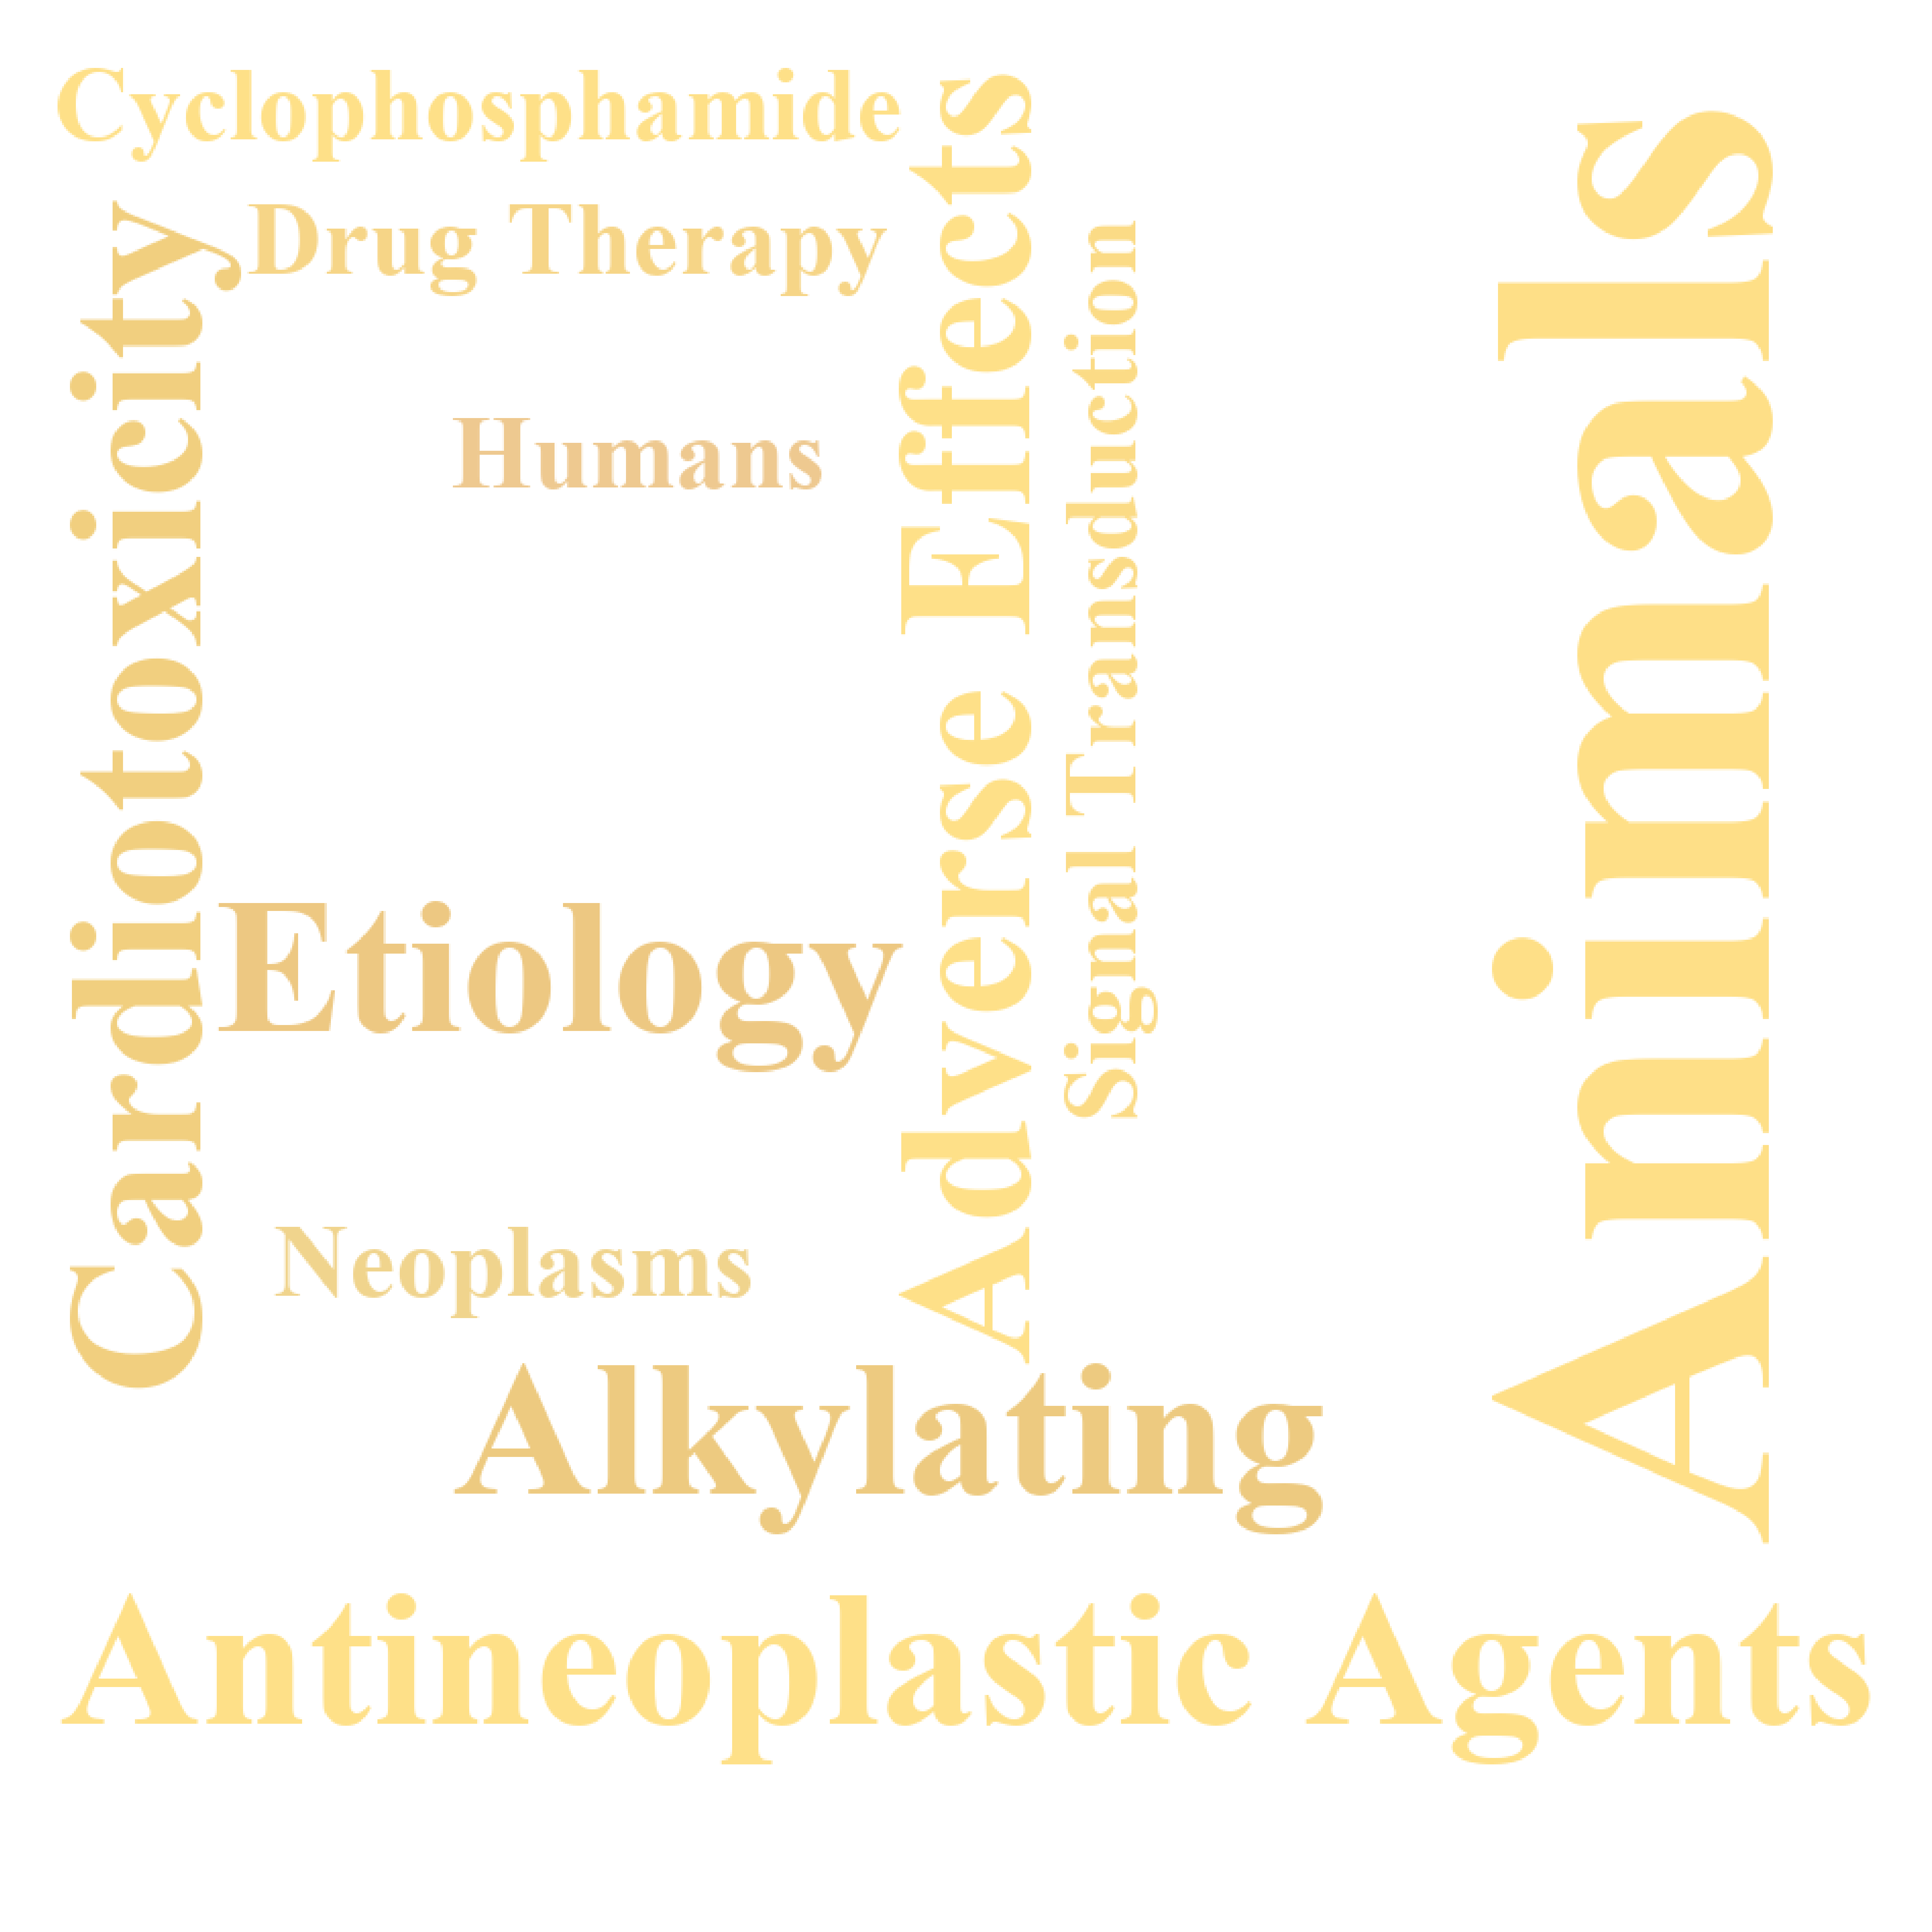 Cyclophosphamide
Drug Therapy
Cardiotoxicity
Humans
Adverse Effects
Signal Transduction
Animals
Etiology
Neoplasms
Alkylating
Antineoplastic Agents